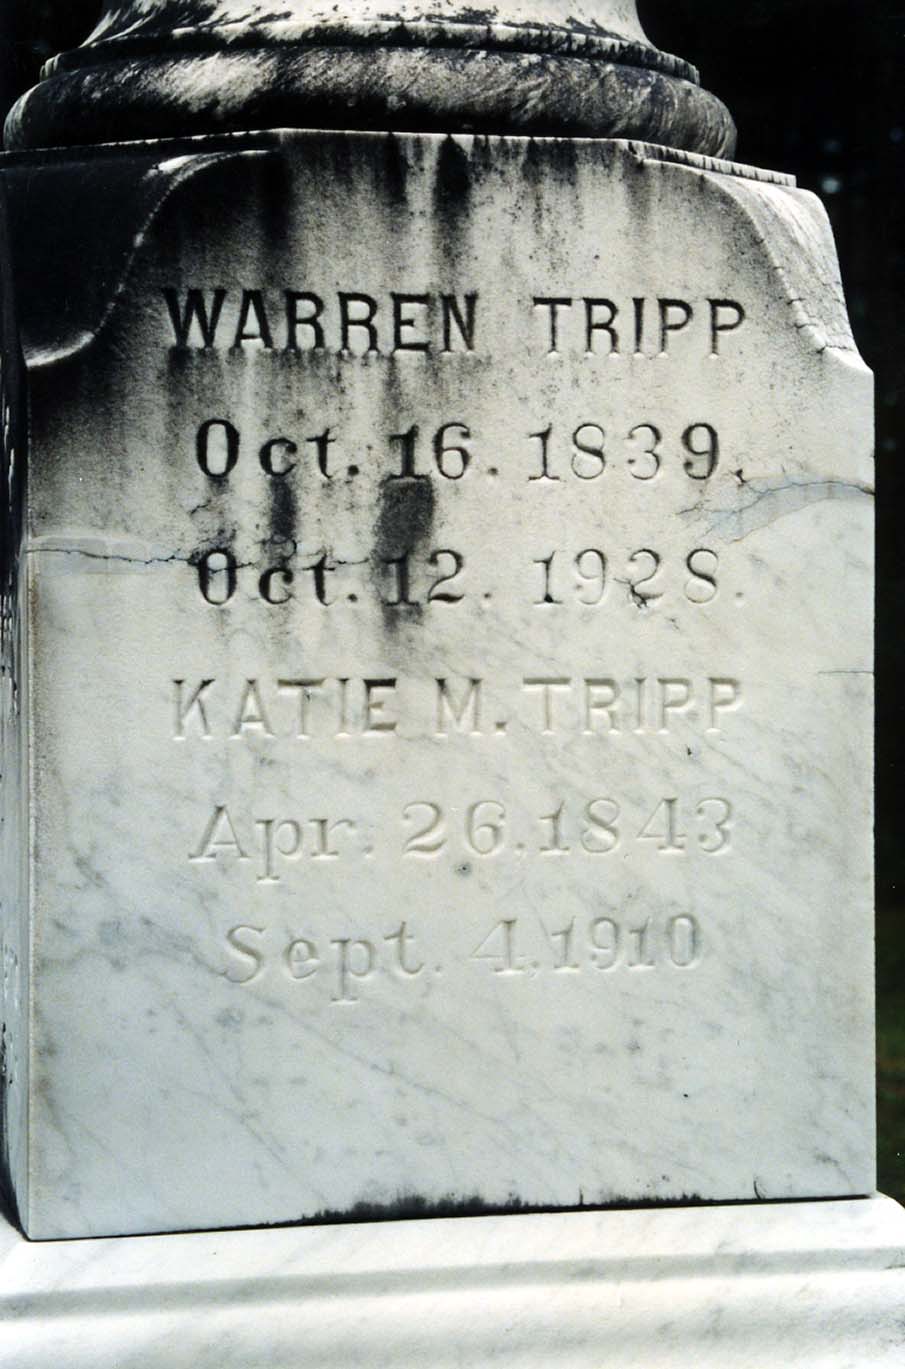 WARREN TRIPP
Oct. 16. 1839.
Oct. 12. 1928.
KATIE M. TRIPP
Apr. 26, 1843
Sept. 4, 1910